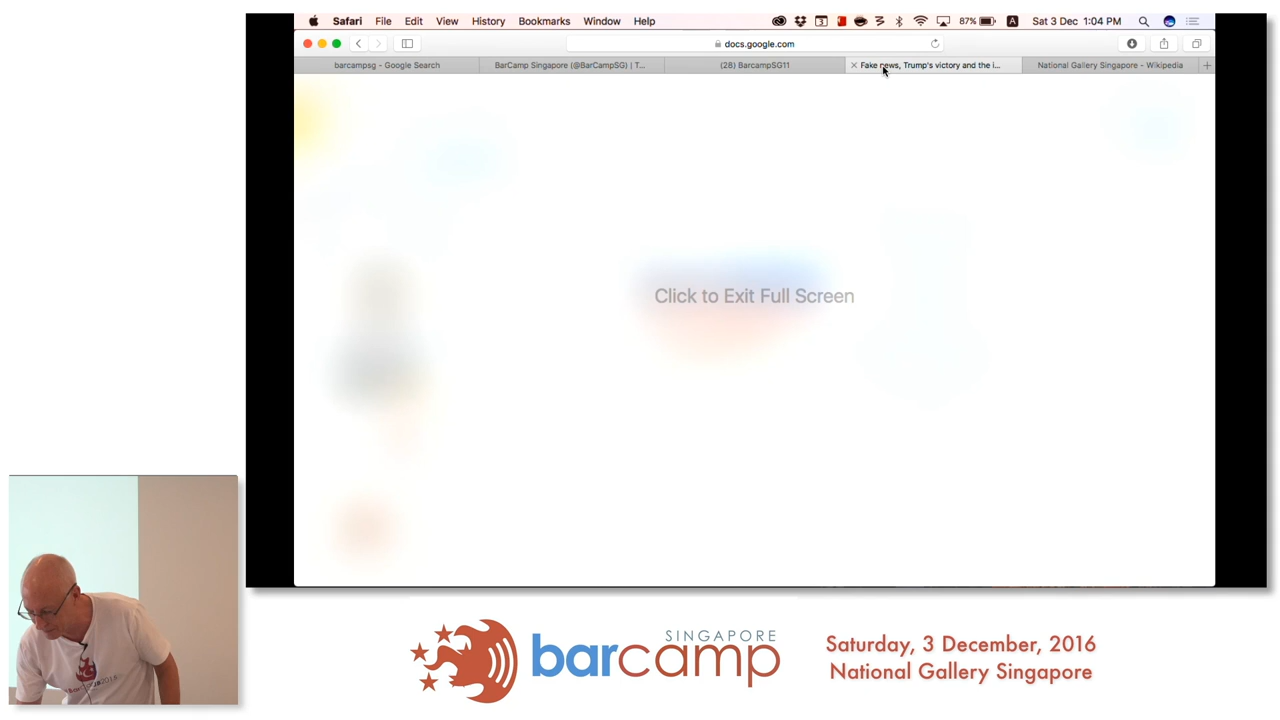 Safari File Edit View History Bookmarks Window Help 3 87% A Sat 3 Dec 1:04 PM
docs.google.com
barcampsg - Google Search BarCamp Singapore (@BarCampSG) | T... (28) BarcampSG11 Fake news, Trump's victory and the i... National Gallery Singapore - Wikipedia
Click to Exit Full Screen
SINGAPORE
barcamp
Saturday, 3 December, 2016
National Gallery Singapore